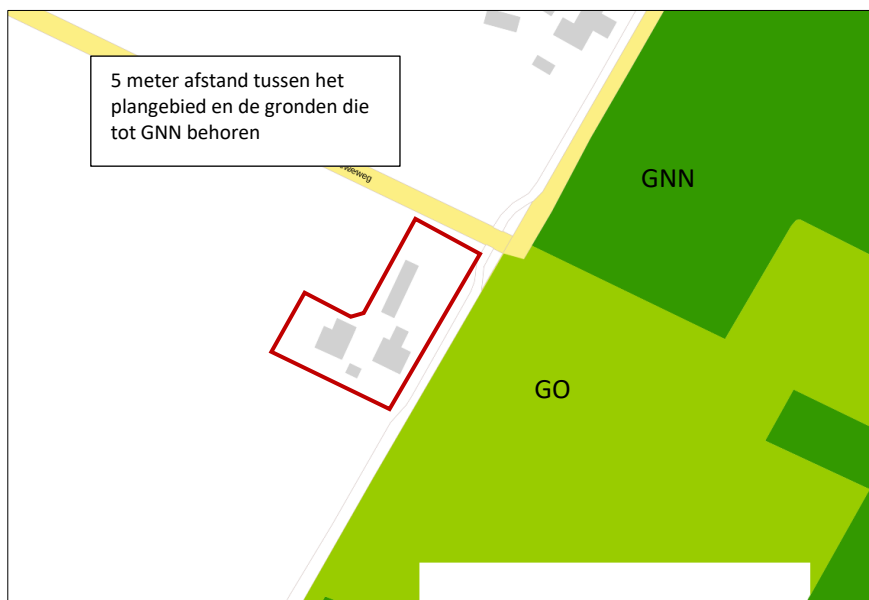 5 meter afstand tussen het
plangebied en de gronden die
tot GNN behoren
GNN
GO